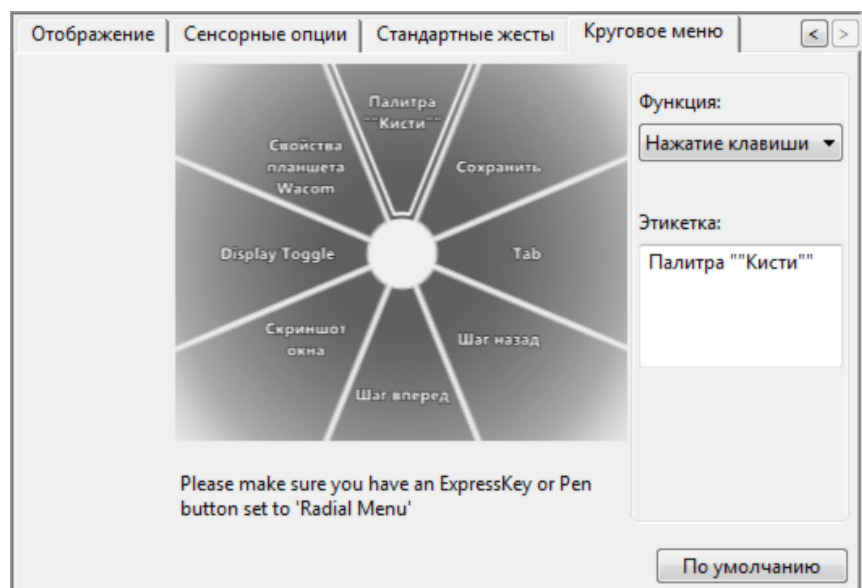 Отображение
Сенсорные опции
Стандартные жесты
Круговое меню
<
>
Палитра
""Кисти""
Свойства
планшета
Wacom
Сохранить
Display Toggle
Tab
Скриншот
окна
Шаг назад
Шаг вперед
Функция:
Нажатие клавиши
Этикетка:
Палитра ""Кисти""
Please make sure you have an ExpressKey or Pen
button set to 'Radial Menu'
По умолчанию